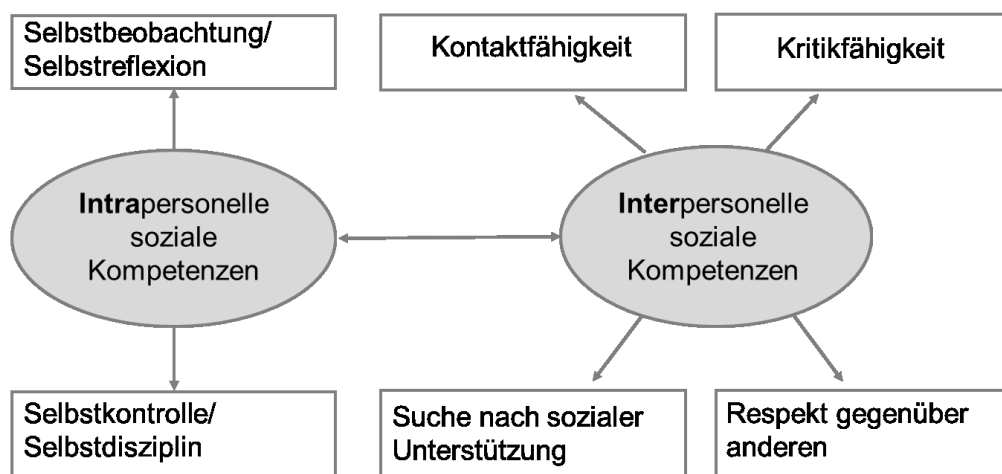 Selbstbeobachtung/
Selbstreflexion
Kontaktfähigkeit
Kritikfähigkeit
Intrapersonelle
soziale
Kompetenzen
Interpersonelle
soziale
Kompetenzen
Selbstkontrolle/
Selbstdisziplin
Suche nach sozialer
Unterstützung
Respekt gegenüber
anderen